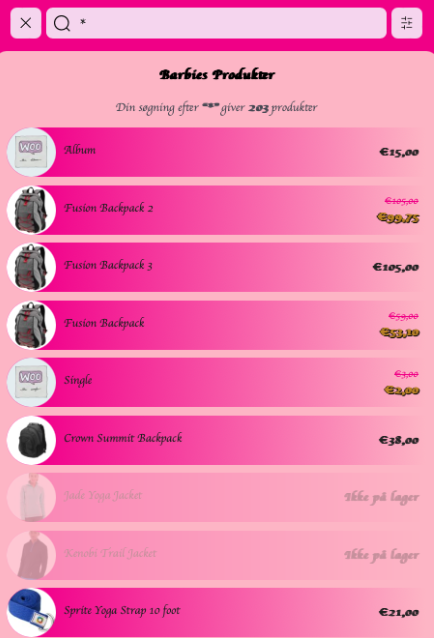 *
Barbies Produkter
Din søgning efter "*" giver 203 produkter
WOO
Album
€15,00
Fusion Backpack 2
€105,00
€99,75
Fusion Backpack 3
€105,00
Fusion Backpack
€59,00
€53,10
WOO
Single
€3,00
€2,00
Crown Summit Backpack
€38,00
Jade Yoga Jacket
Ikke på lager
Kenobi Trail Jacket
Ikke på lager
Sprite Yoga Strap 10 foot
€21,00